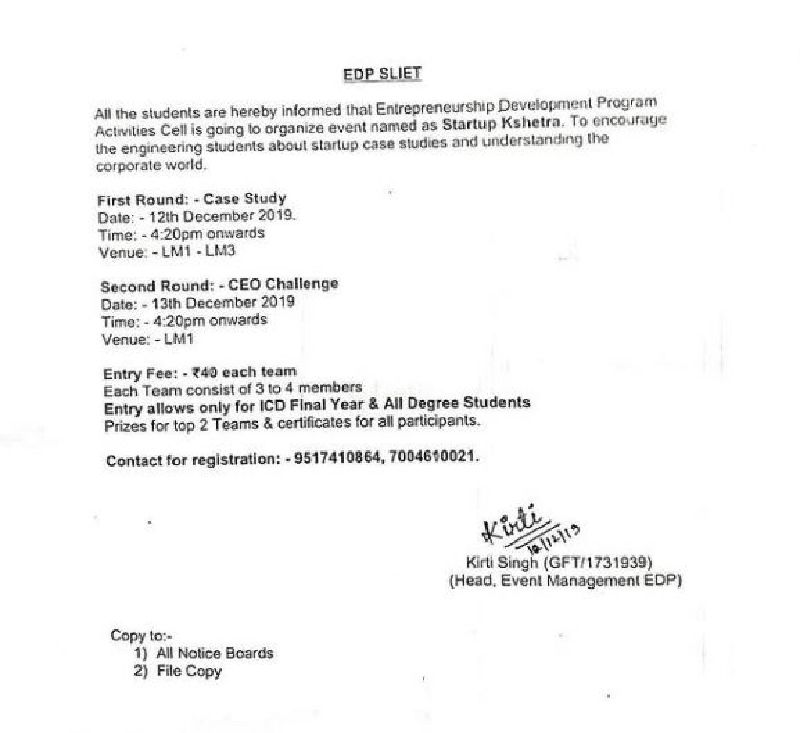 EDP SLIET
All the students are hereby informed that Entrepreneurship Development Program
Activities Cell is going to organize event named as Startup Kshetra. To encourage
the engineering students about startup case studies and understanding the
corporate world.
First Round: - Case Study
Date: - 12th December 2019.
Time: - 4:20pm onwards
Venue: - LM1 - LM3
Second Round: - CEO Challenge
Date: - 13th December 2019
Time: - 4:20pm onwards
Venue: - LM1
Entry Fee: - ₹40 each team
Each Team consist of 3 to 4 members
Entry allows only for ICD Final Year & All Degree Students
Prizes for top 2 Teams & certificates for all participants.
Contact for registration: - 9517410864, 7004610021.
Kirti
12/12/19
Kirti Singh (GFT/1731939)
(Head, Event Management EDP)
Copy to:-
1) All Notice Boards
2) File Copy